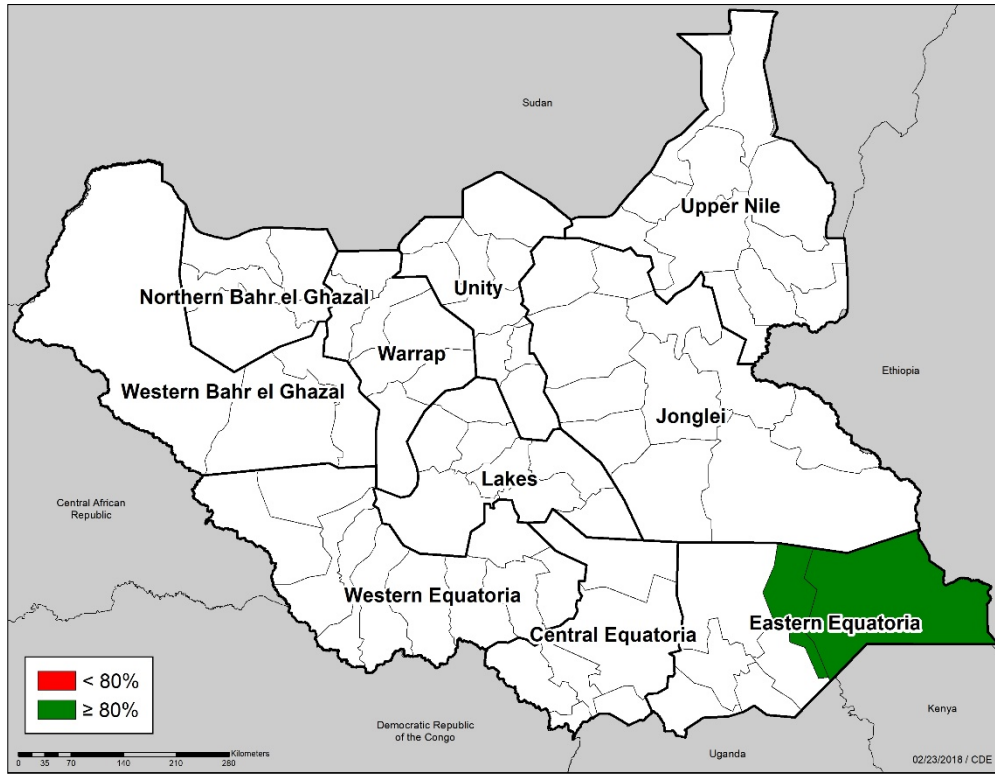 Sudan
Upper Nile
Northern Bahr el Ghazal
Unity
Warrap
Ethiopia
Western Bahr el Ghazal
Jonglei
Lakes
Central African
Republic
Western Equatoria
Central Equatoria
Eastern Equatoria
< 80%
≥ 80%
Democratic Republic
of the Congo
Kenya
Uganda
Kilometers
0 35 70 140 210 280
02/23/2018 / CDE